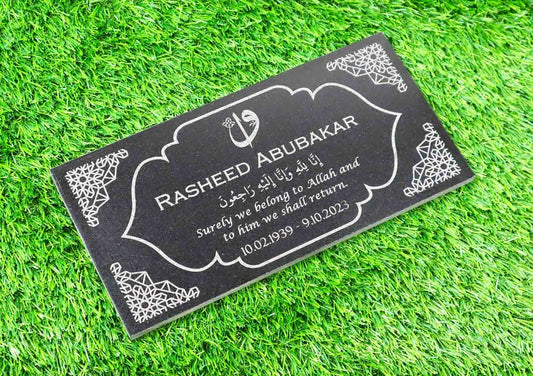 RASHEED ABUBAKAR
إِنَّا لِلَّٰهِ وَإِنَّا إِلَيْهِ رَاجِعُونَ
Surely we belong to Allah and
to him we shall return.
10.02.1939 - 9.10.2023